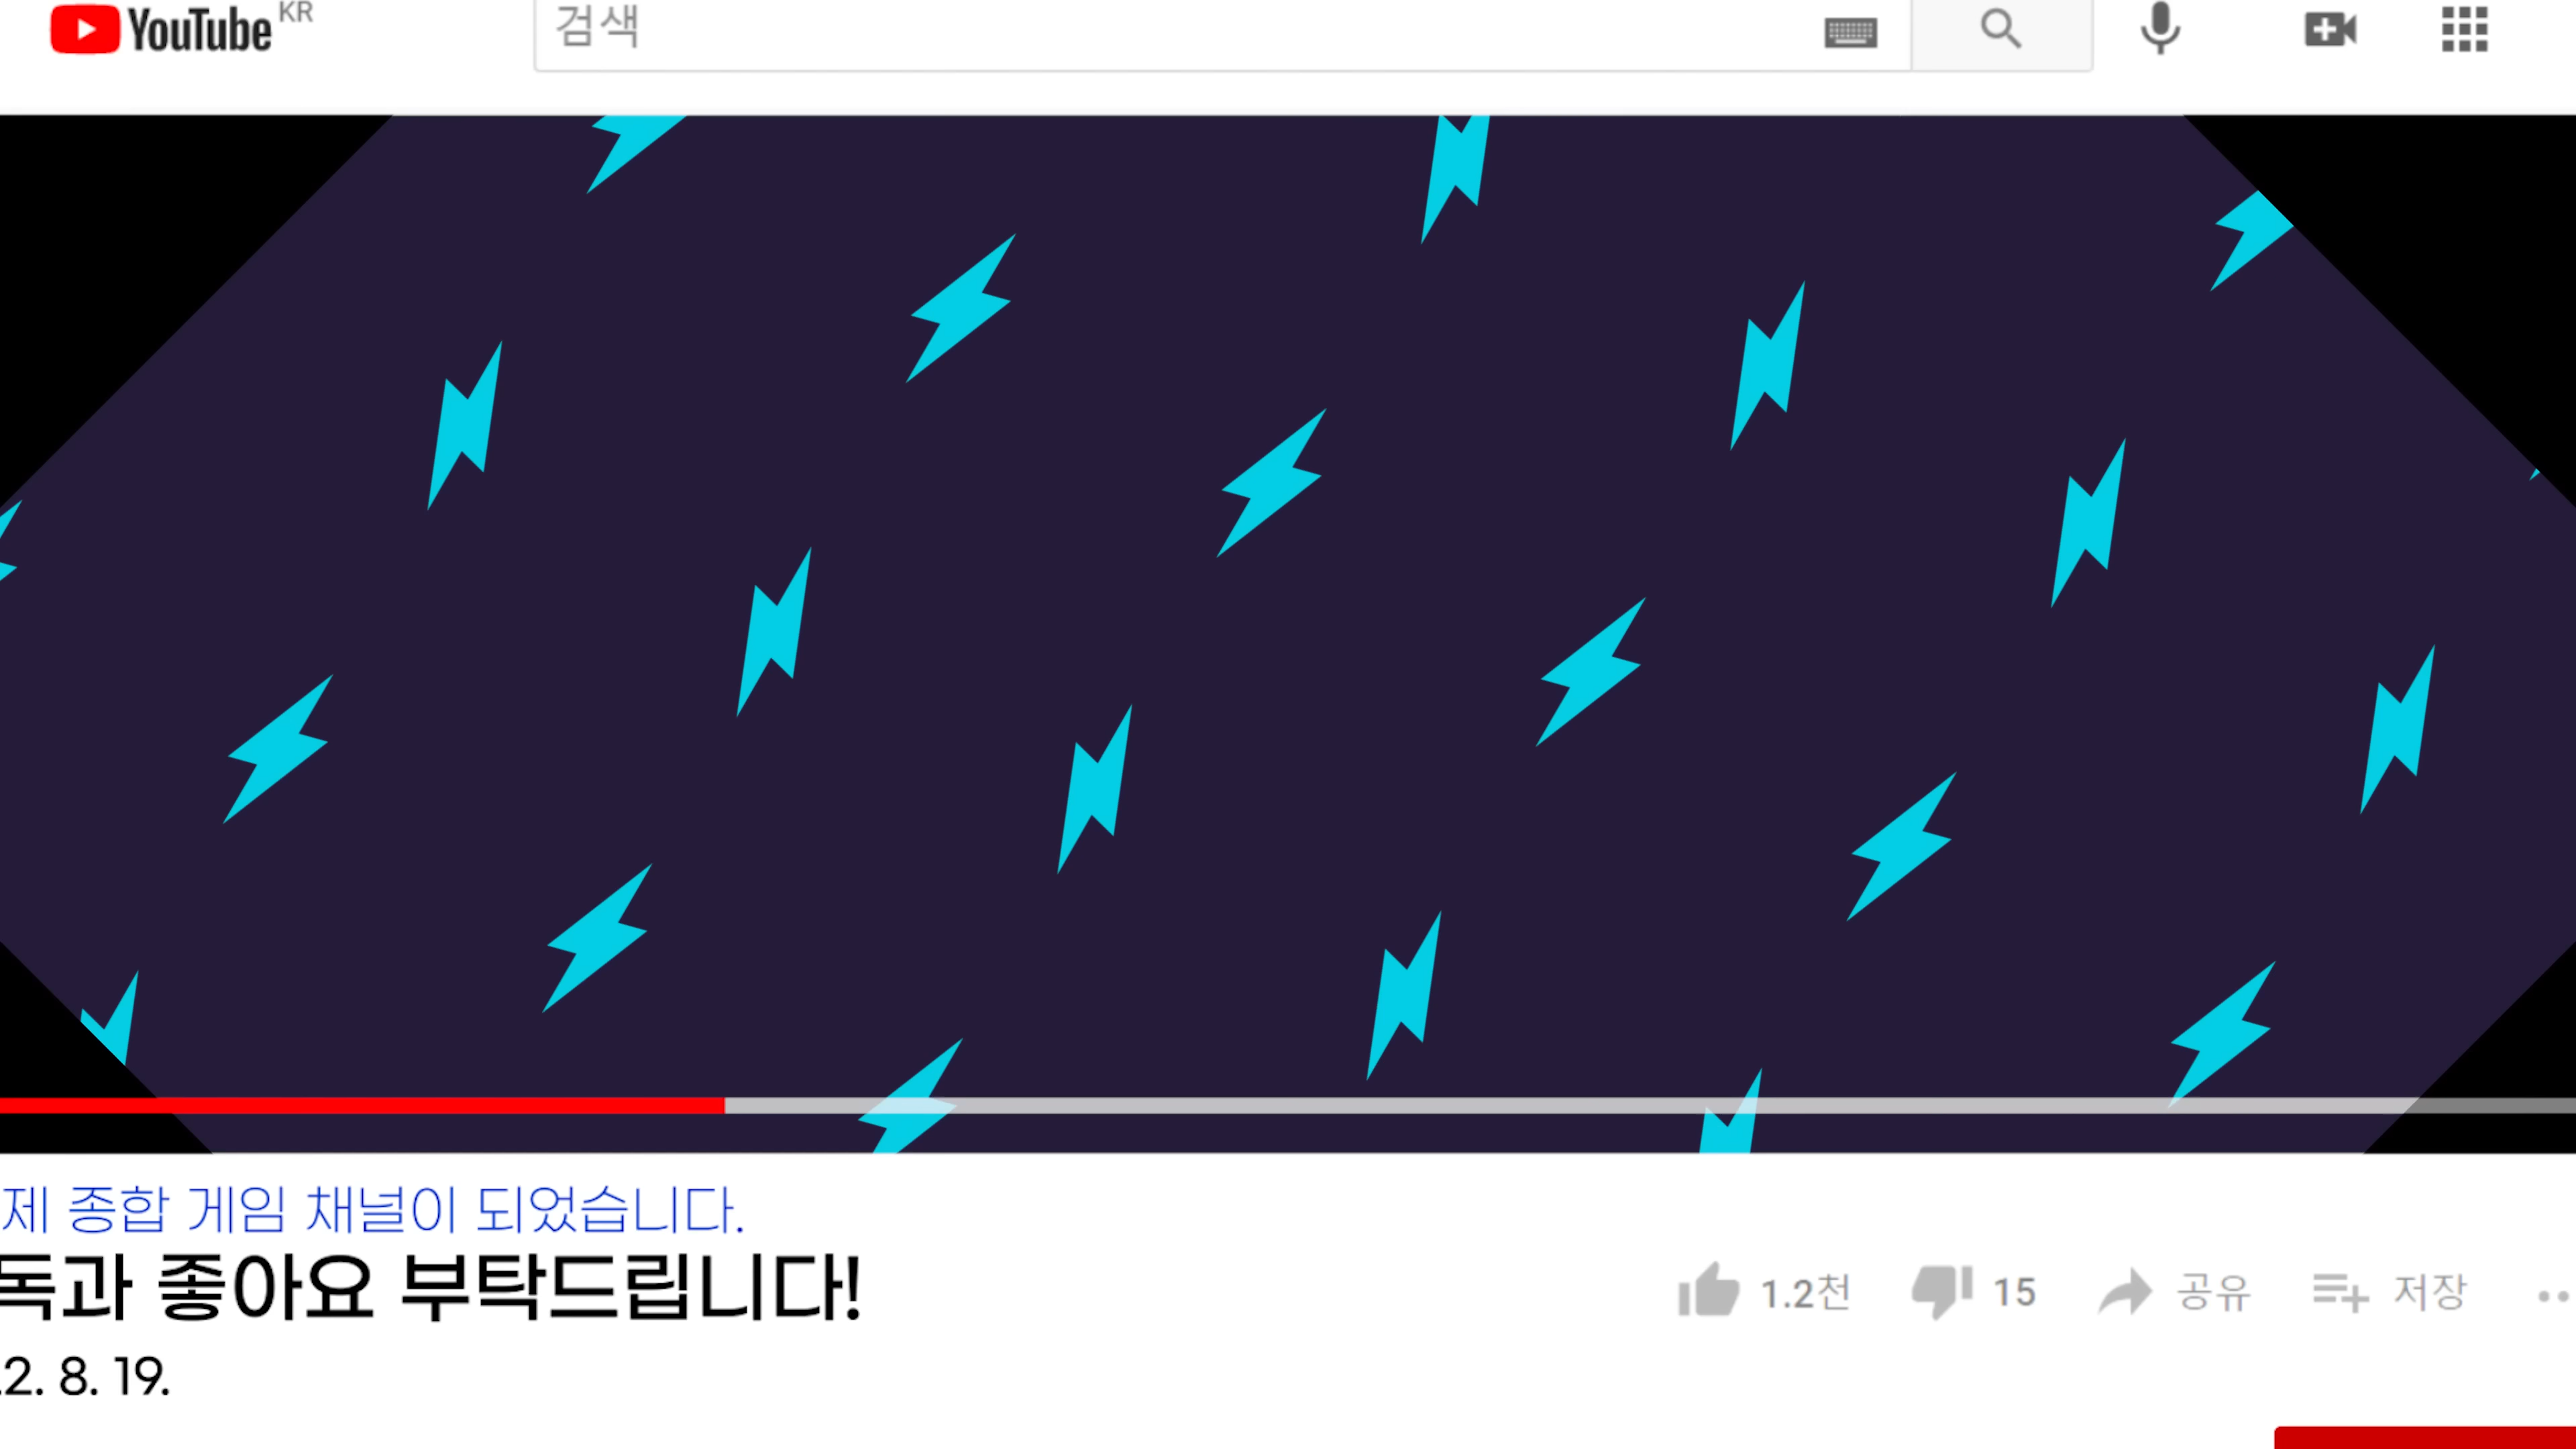 YouTube KR
검색
제 종합 게임 채널이 되었습니다.
독과 좋아요 부탁드립니다!
1.2천
15
공유
저장
.2. 8. 19.